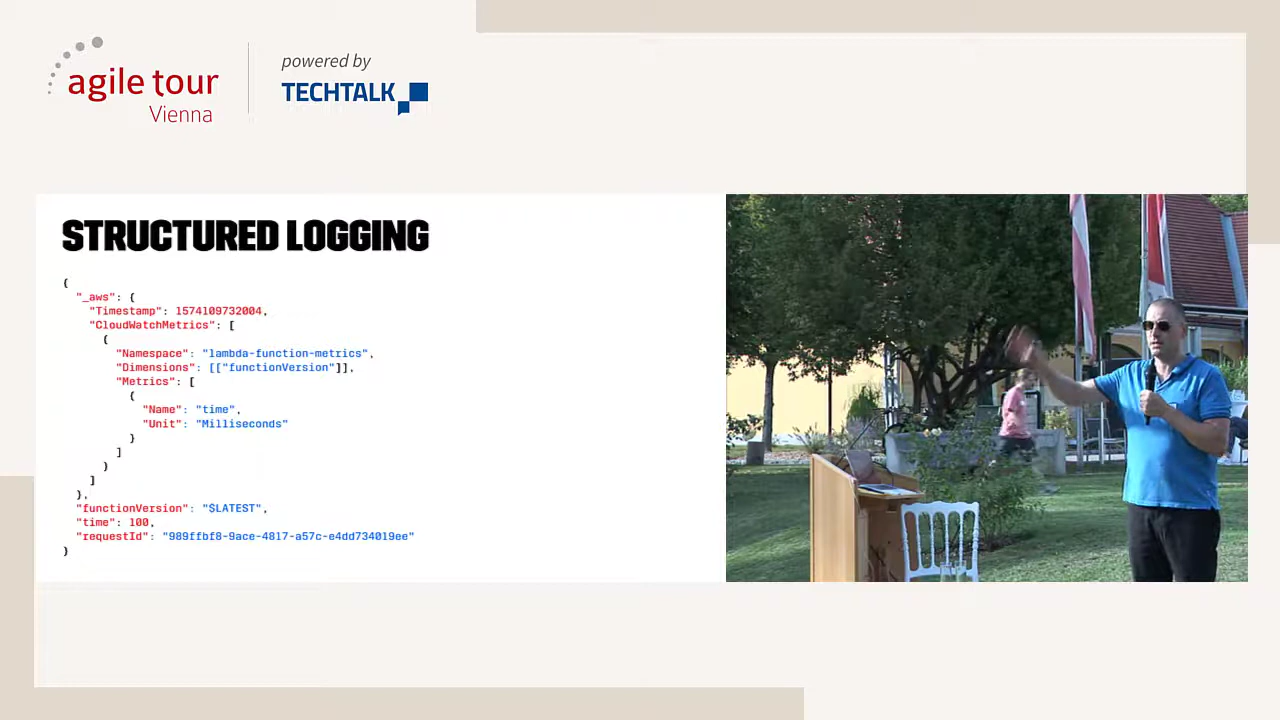 agile tour
Vienna
powered by
TECHTALK
STRUCTURED LOGGING
{
"_aws": {
"Timestamp": 1574109732004,
"CloudWatchMetrics": [
{
"Namespace": "lambda-function-metrics",
"Dimensions": [["functionVersion"]],
"Metrics": [
{
"Name": "time",
"Unit": "Milliseconds"
}
]
}
]
},
"functionVersion": "$LATEST",
"time": 100,
"requestId": "989ffbf8-9ace-4817-a57c-e4dd734019ee"
}